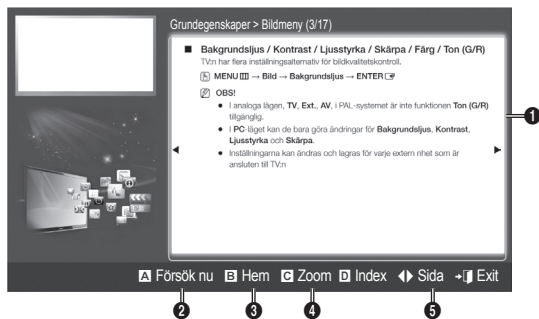 Grundegenskaper > Bildmeny (3/17)
■ Bakgrundsljus / Kontrast / Ljusstyrka / Skärpa / Färg / Ton (G/R)
TV:n har flera inställningsalternativ för bildkvalitetskontroll.
MENU → Bild → Bakgrundsljus → ENTER
OBS!
● I analoga lägen, TV, Ext., AV, i PAL-systemet är inte funktionen Ton (G/R)
tillgänglig.
● I PC-läget kan de bara göra ändringar för Bakgrundsljus, Kontrast,
Ljusstyrka och Skärpa.
● Inställningarna kan ändras och lagras för varje extern nhet som är
ansluten till TV:n
◀ ▶
1
A Försök nu B Hem C Zoom D Index ◀▶ Sida Exit
2 3 4 5